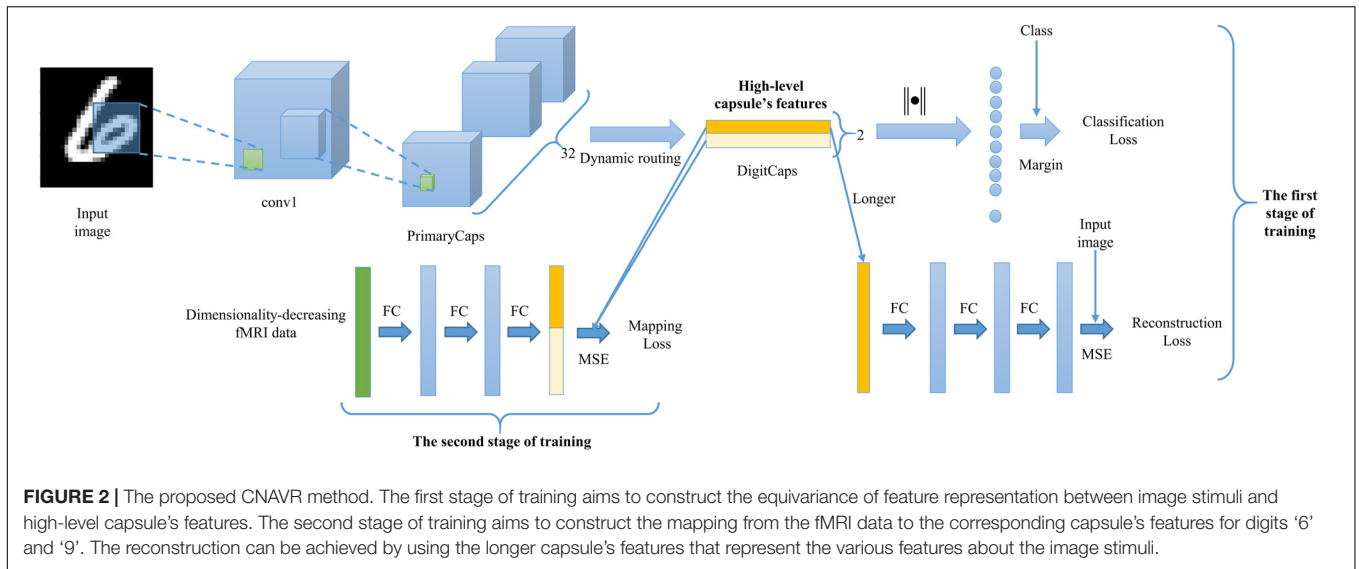 Input
image
conv1
PrimaryCaps
32
Dynamic routing
High-level
capsule's features
DigitCaps
2
‖●‖
Class
Margin
Classification
Loss
Longer
Input
image
FC
FC
FC
MSE
Reconstruction
Loss
The first
stage of
training
Dimensionality-decreasing
fMRI data
FC
FC
FC
MSE
Mapping
Loss
The second stage of training
FIGURE 2 | The proposed CNAVR method. The first stage of training aims to construct the equivariance of feature representation between image stimuli and
high-level capsule's features. The second stage of training aims to construct the mapping from the fMRI data to the corresponding capsule's features for digits '6'
and '9'. The reconstruction can be achieved by using the longer capsule's features that represent the various features about the image stimuli.